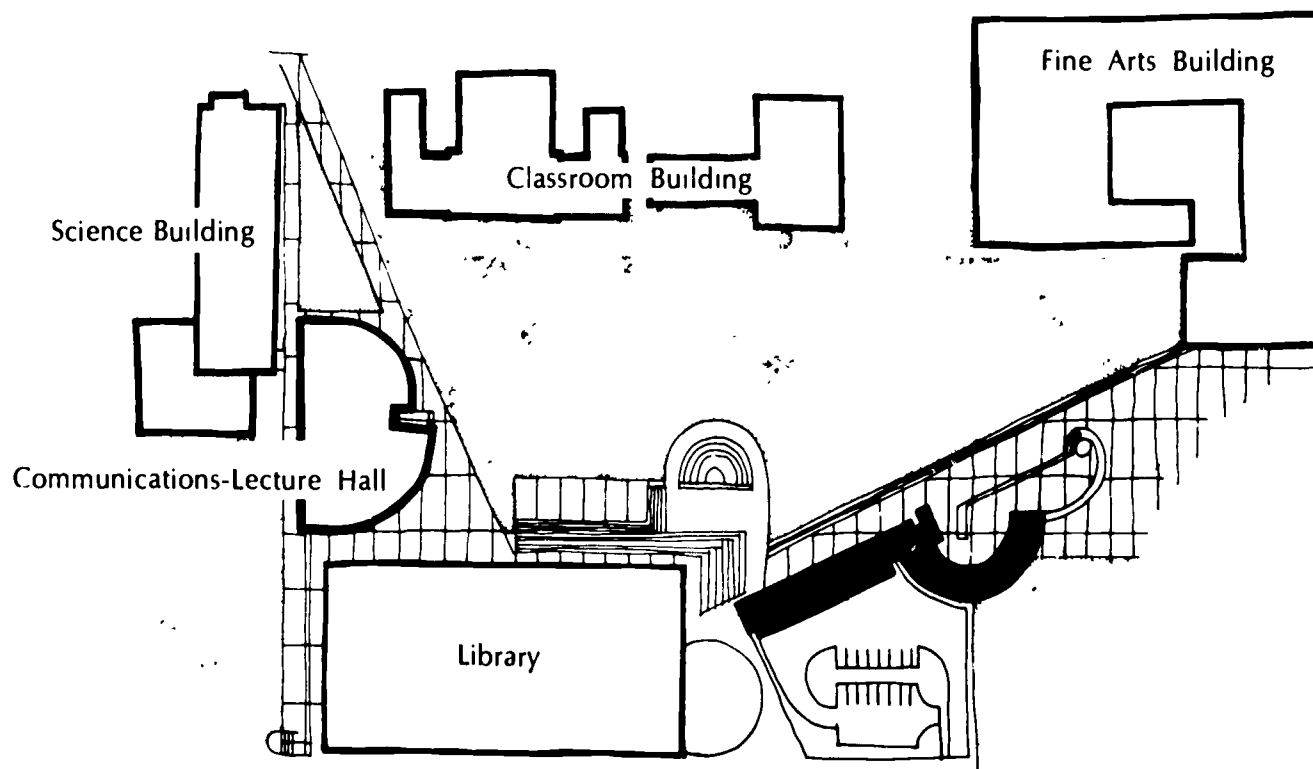 Fine Arts Building
Classroom Building
Science Building
Communications-Lecture Hall
Library